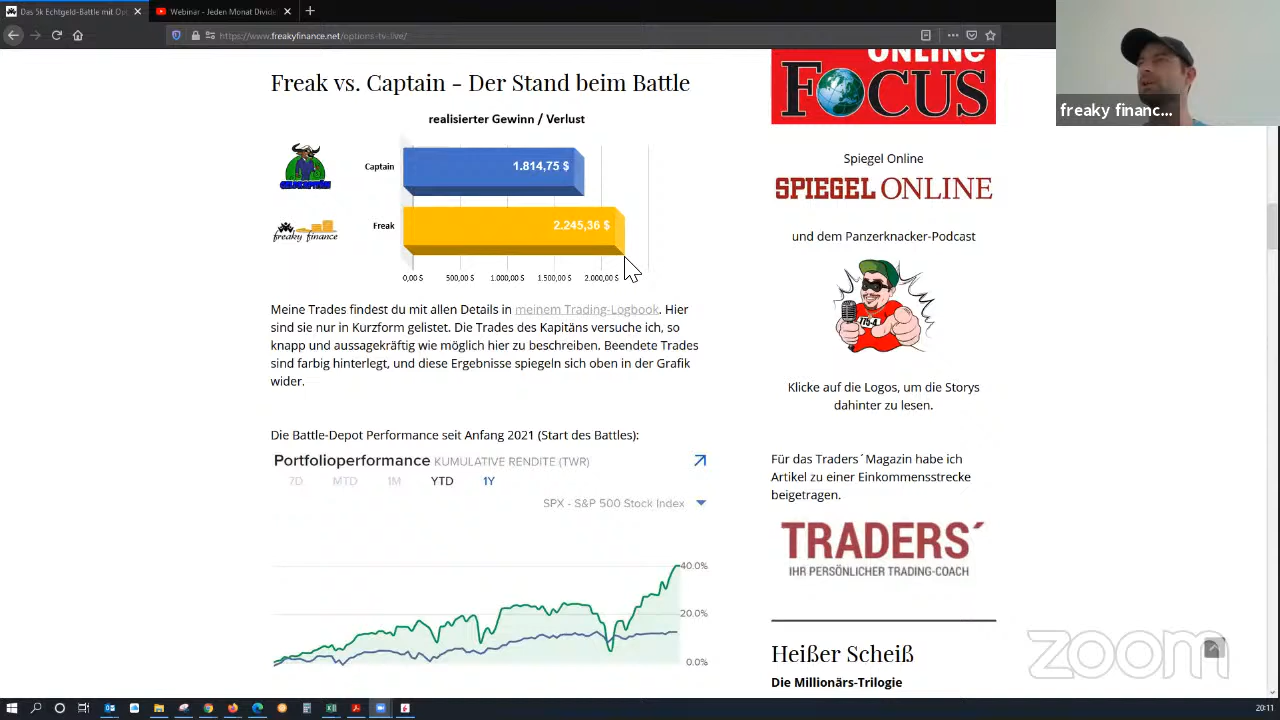 Das 5k Echtgeld-Battle mit Op
Webinar - Jeden Monat Divide
https://www.freakyfinance.net/options-tv-live/
freaky financ...
Freak vs. Captain - Der Stand beim Battle
realisierter Gewinn / Verlust
Captain
1.814,75 $
Freak
2.245,36 $
freaky finance
0,00 $
500,00 $
1.000,00 $
1.500,00 $
2.000,00 $
Meine Trades findest du mit allen Details in meinem Trading-Logbook. Hier
sind sie nur in Kurzform gelistet. Die Trades des Kapitäns versuche ich, so
knapp und aussagekräftig wie möglich hier zu beschreiben. Beendete Trades
sind farbig hinterlegt, und diese Ergebnisse spiegeln sich oben in der Grafik
wider.
Die Battle-Depot Performance seit Anfang 2021 (Start des Battles):
Portfolioperformance KUMULATIVE RENDITE (TWR)
7D
MTD
1M
YTD
1Y
SPX - S&P 500 Stock Index
40.0%
20.0%
0.0%
ONLINE
FOCUS
Spiegel Online
SPIEGEL ONLINE
und dem Panzerknacker-Podcast
Klicke auf die Logos, um die Storys
dahinter zu lesen.
Für das Traders´Magazin habe ich
Artikel zu einer Einkommensstrecke
beigetragen.
TRADERS´
IHR PERSÖNLICHER TRADING-COACH
Heißer Scheiß
Die Millionärs-Trilogie
zoom
20:11